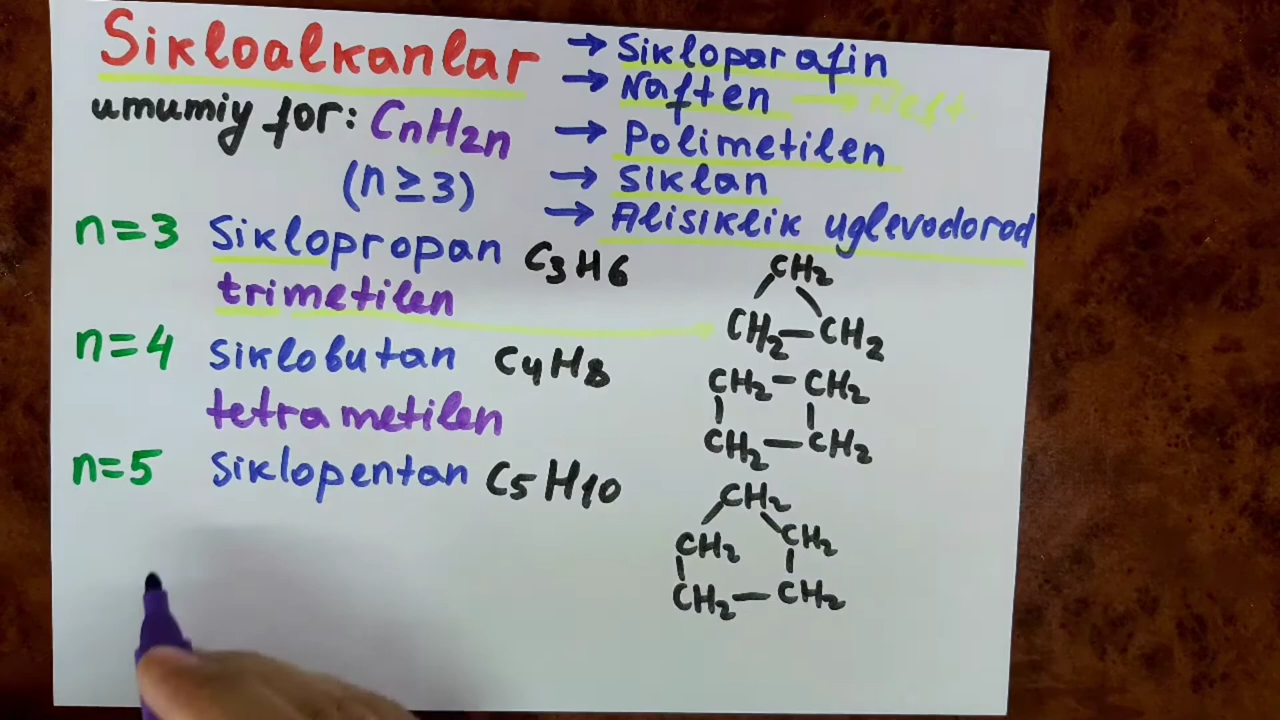 Sikloalkanlar
→ Sikloparafin
→ Naften → Neft
→ Polimetilen
→ Siklan
→ Alisiklik uglevodorod
umumiy for: CnH2n
(n ≥ 3)
n=3 Siklopropan C3H6
trimetilen
CH2
CH2—CH2
n=4 Siklobutan C4H8
tetrametilen
CH2-CH2
CH2—CH2
n=5 Siklopentan C5H10
CH2
CH2 CH2
CH2—CH2